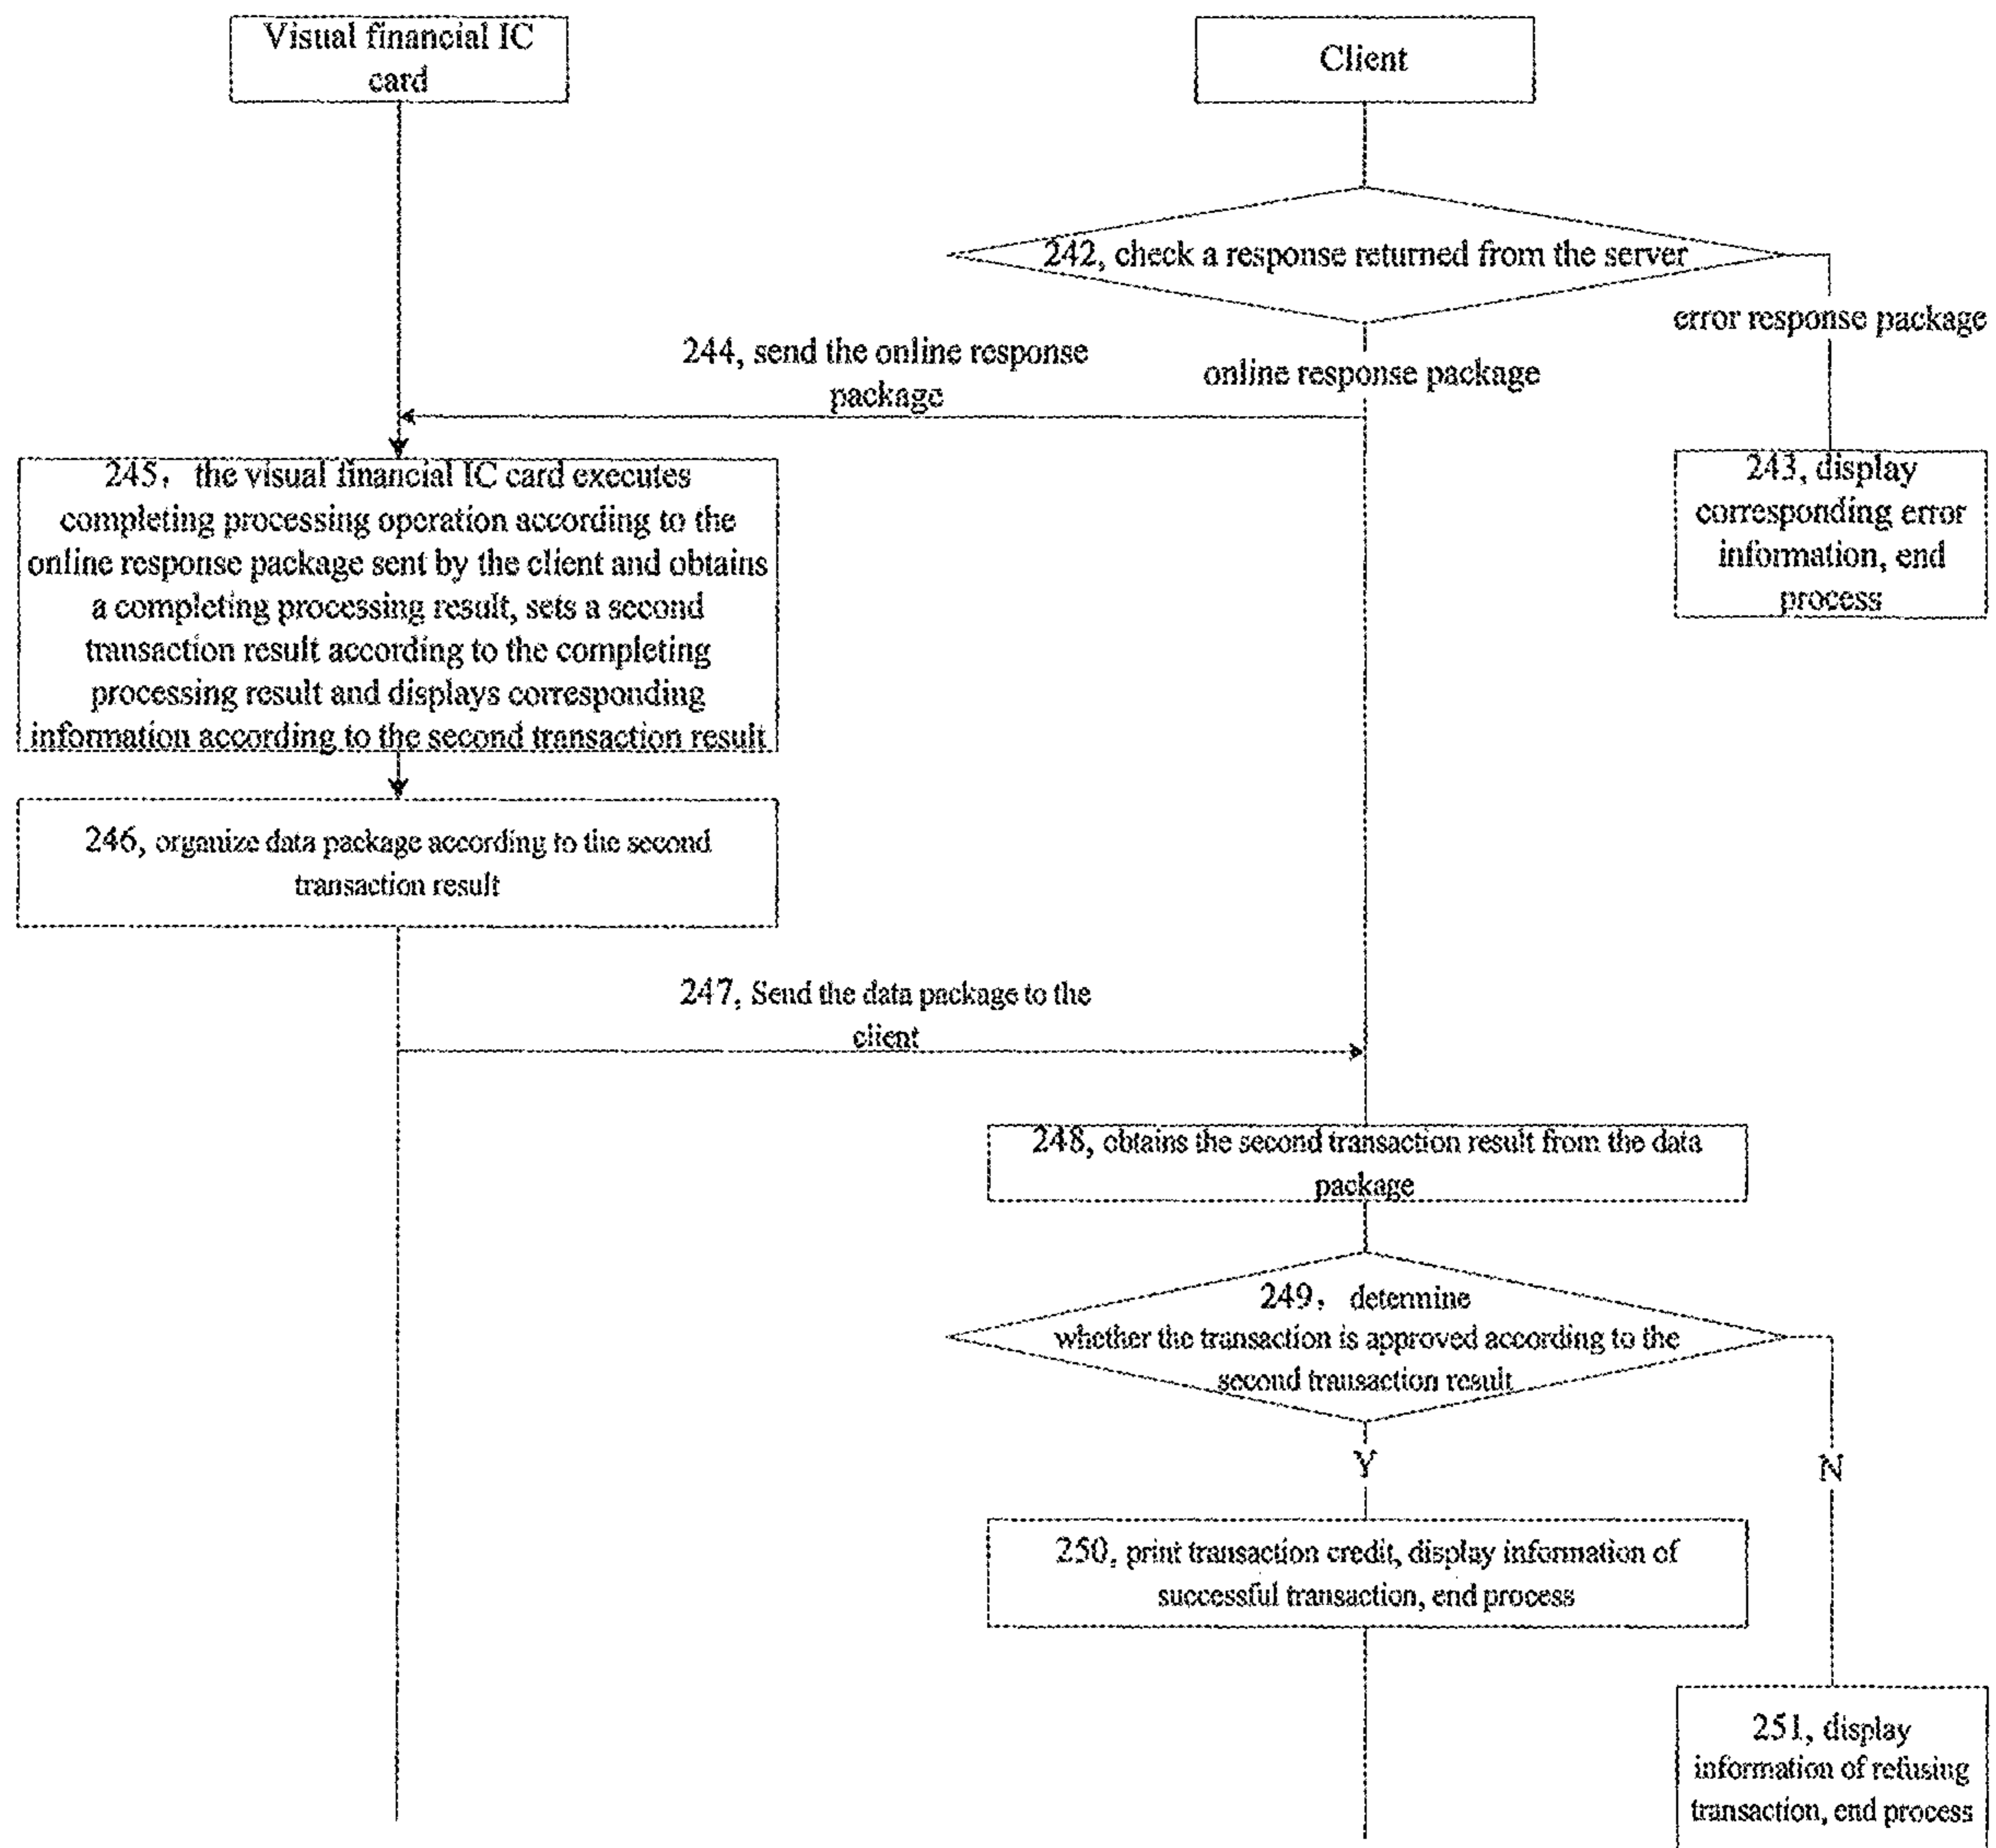 Visual financial IC
card
Client
242, check a response returned from the server
error response package
244, send the online response
package
online response package
245, the visual financial IC card executes
completing processing operation according to the
online response package sent by the client and obtains
a completing processing result, sets a second
transaction result according to the completing
processing result and displays corresponding
information according to the second transaction result
243, display
corresponding error
information, end
process
246, organize data package according to the second
transaction result
247, Send the data package to the
client
248, obtains the second transaction result from the data
package
249, determine
whether the transaction is approved according to the
second transaction result
Y
N
250, print transaction credit, display information of
successful transaction, end process
251, display
information of refusing
transaction, end process